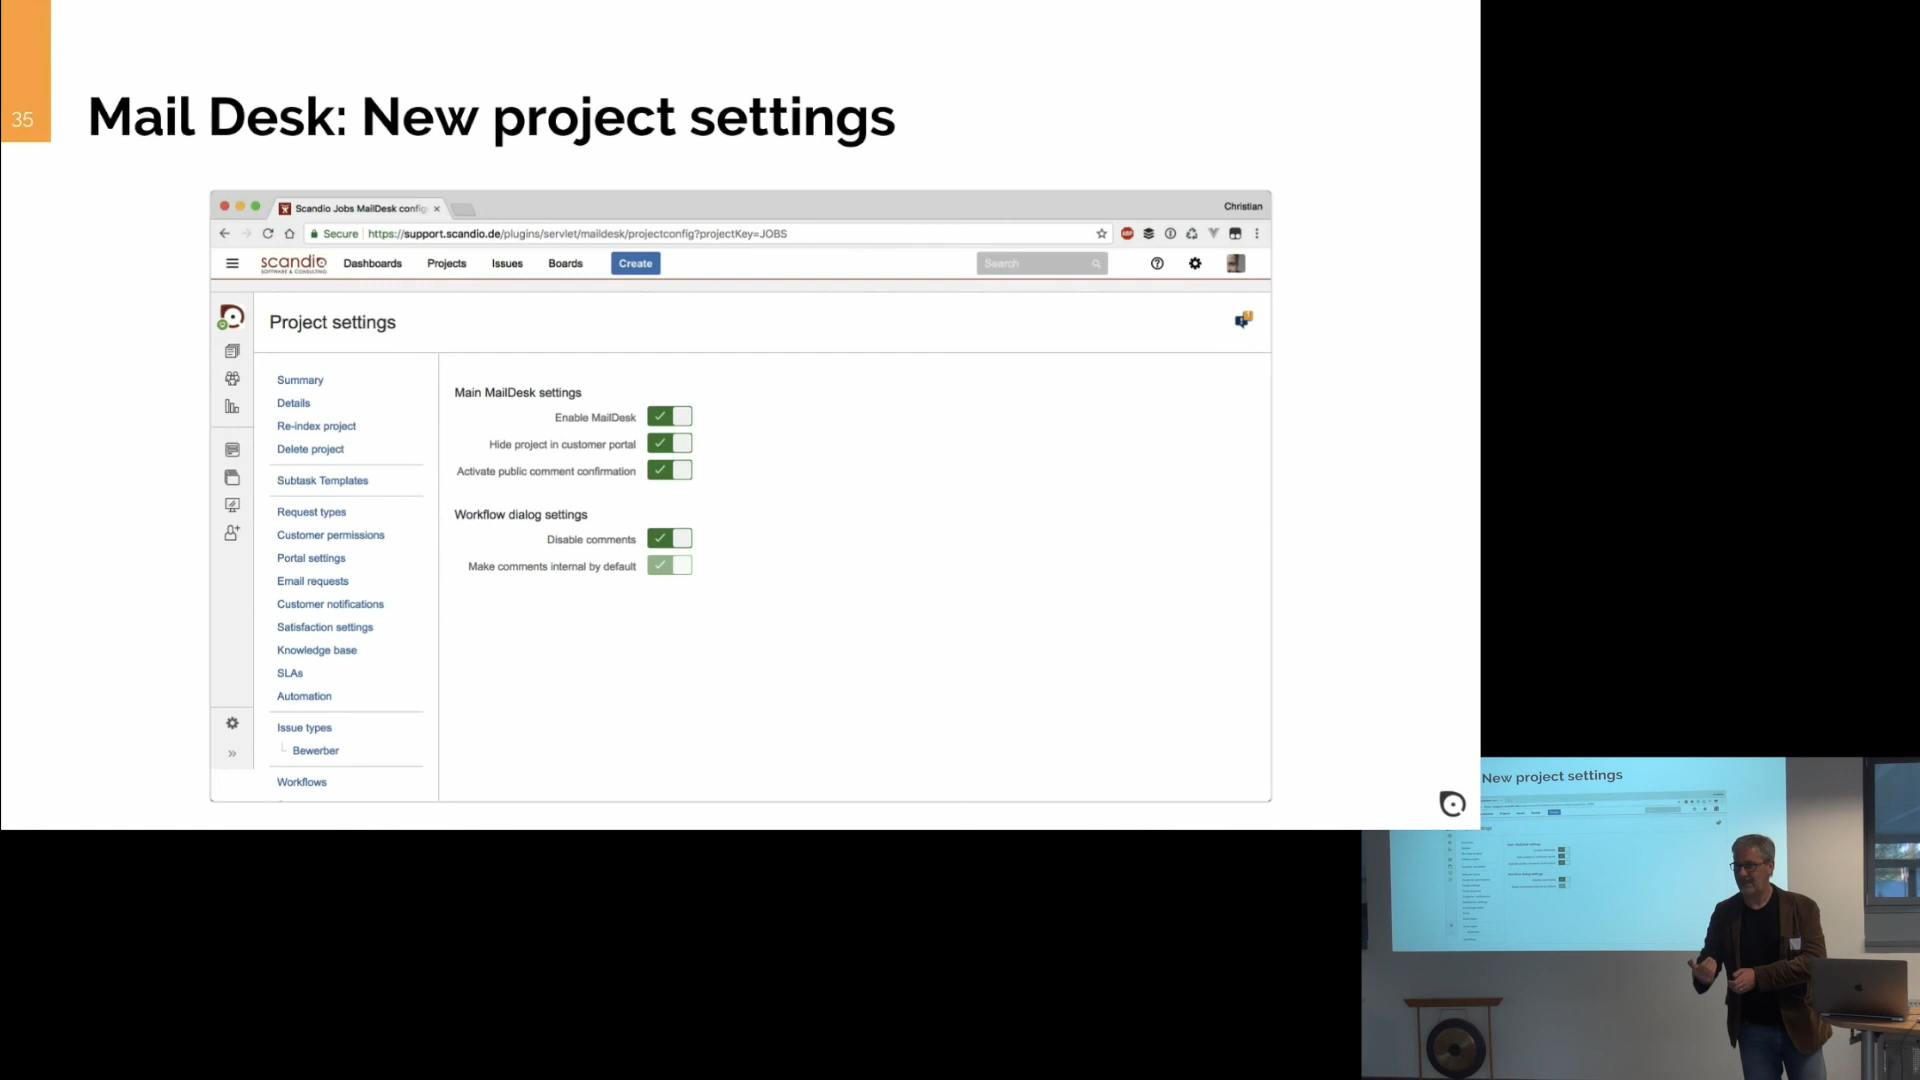 35
Mail Desk: New project settings
Scandio Jobs MailDesk config
Christian
Secure https://support.scandio.de/plugins/servlet/maildesk/projectconfig?projectKey=JOBS
scandio
SOFTWARE & CONSULTING
Dashboards Projects Issues Boards Create Search
Project settings
Summary
Details
Re-index project
Delete project
Subtask Templates
Request types
Customer permissions
Portal settings
Email requests
Customer notifications
Satisfaction settings
Knowledge base
SLAs
Automation
Issue types
Bewerber
Workflows
Main MailDesk settings
Enable MailDesk
Hide project in customer portal
Activate public comment confirmation
Workflow dialog settings
Disable comments
Make comments internal by default
New project settings